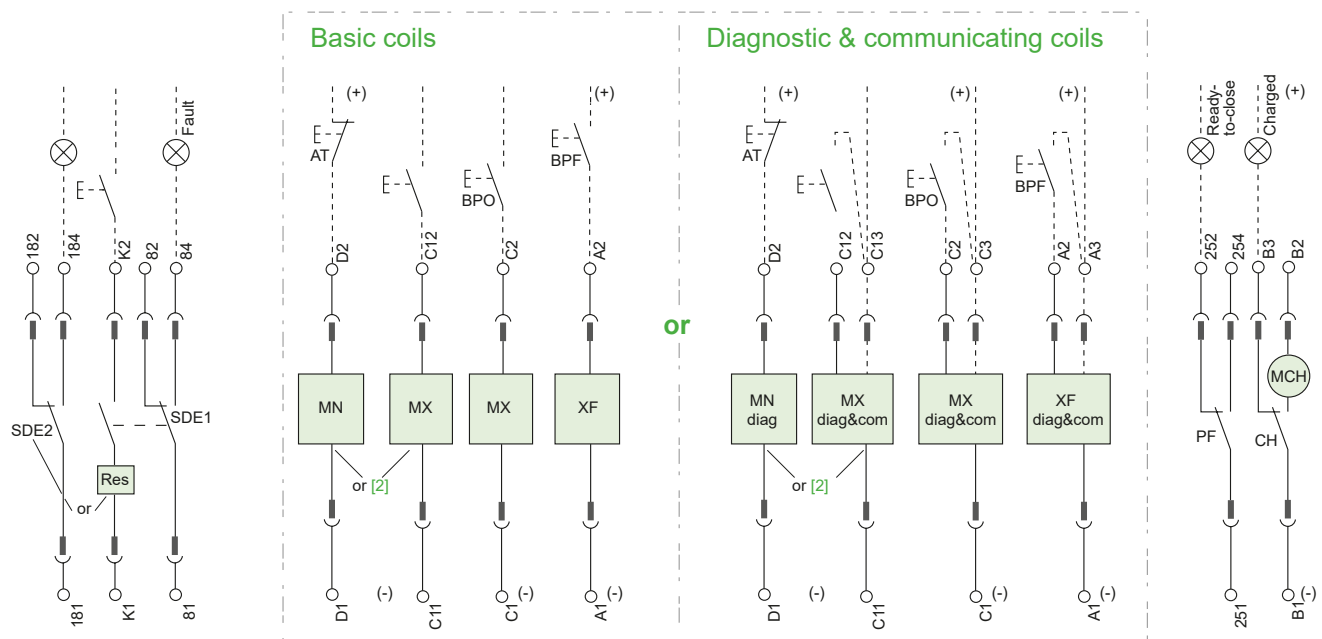 Basic coils
Diagnostic & communicating coils
(+)
(+)
(+)
(+)
(+)
(+)
Fault
Ready-
to-close
Charged
AT
BPF
BPO
AT
BPO
BPF
182
184
K2
82
84
D2
C12
C2
A2
D2
C12
C13
C2
C3
A2
A3
252
254
B3
B2
or
MN
MX
MX
XF
MN
diag
MX
diag&com
MX
diag&com
XF
diag&com
MCH
SDE2
SDE1
PF
CH
Res
or
or [2]
or [2]
181
K1
81
D1
(-)
C11
C1
(-)
A1
(-)
D1
(-)
C11
C1
(-)
A1
(-)
251
B1
(-)